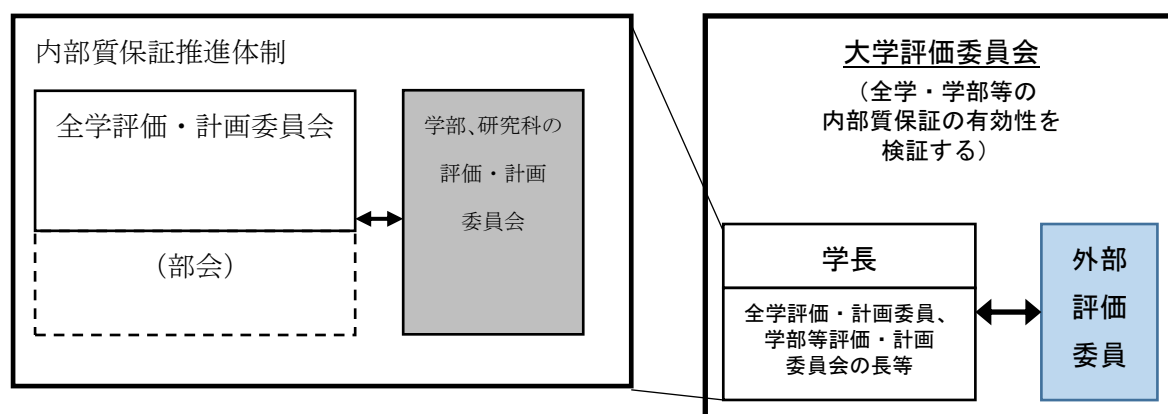 内部質保証推進体制
全学評価・計画委員会
(部会)
学部、研究科の
評価・計画
委員会
大学評価委員会
(全学・学部等の
内部質保証の有効性を
検証する)
学長
全学評価・計画委員、
学部等評価・計画
委員会の長等
外部
評価
委員